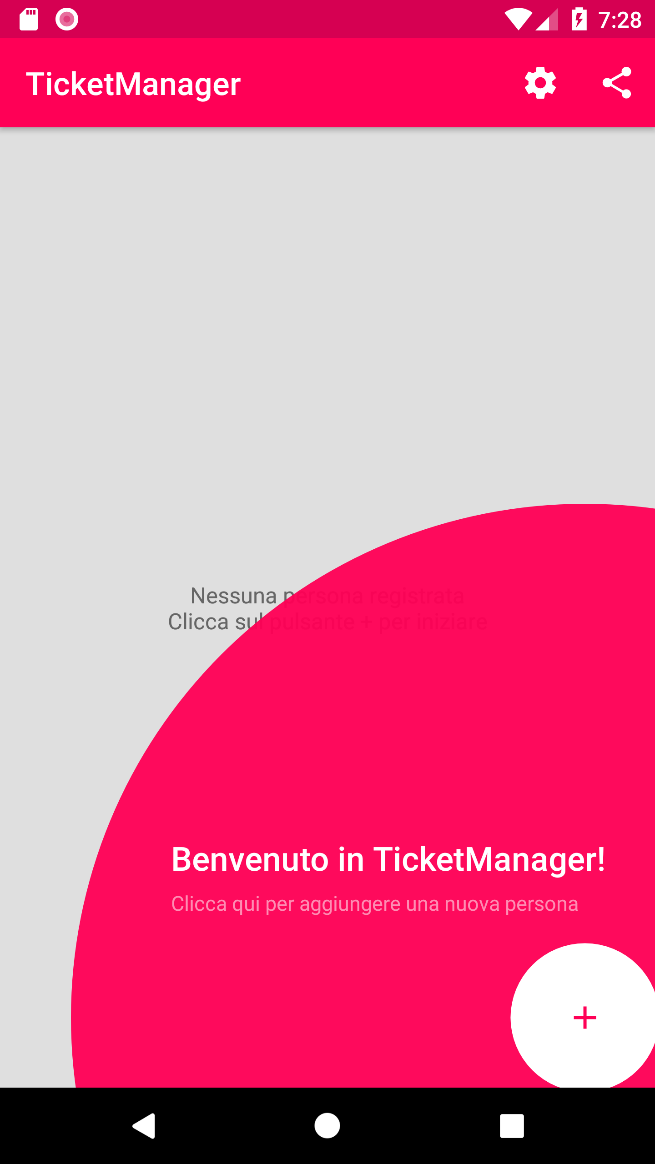 7:28
TicketManager
Nessuna persona registrata
Clicca sul pulsante + per iniziare
Benvenuto in TicketManager!
Clicca qui per aggiungere una nuova persona
+